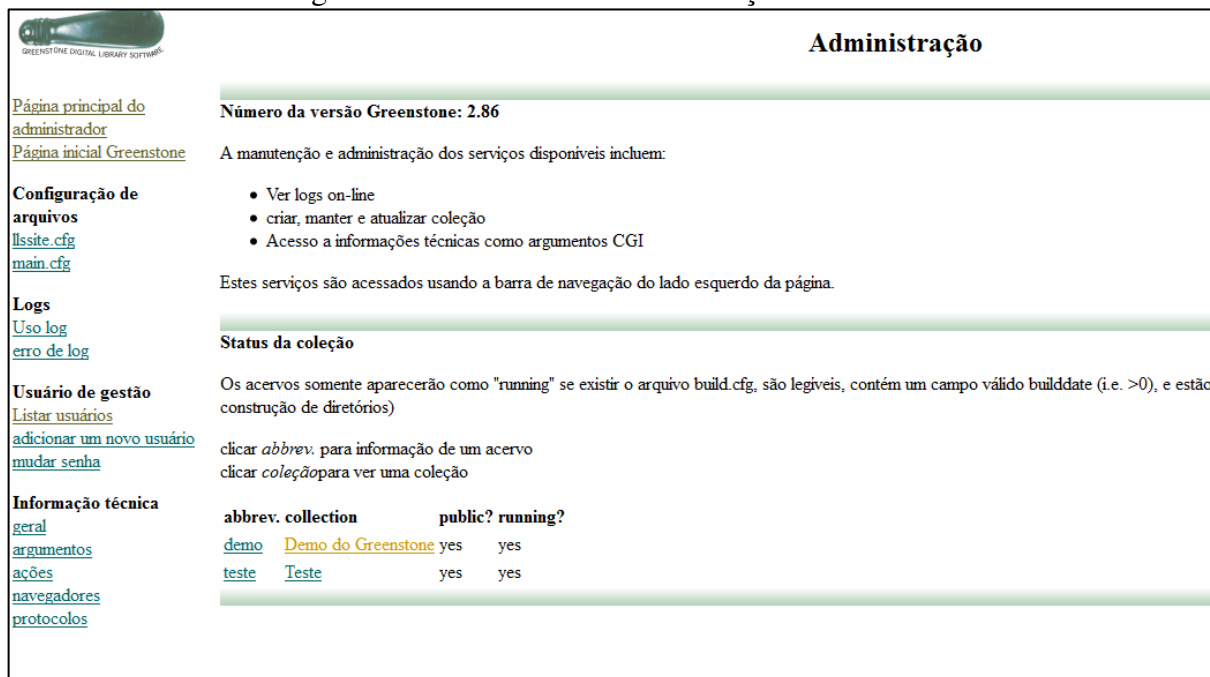 GREENSTONE DIGITAL LIBRARY SOFTWARE
Administração
Página principal do
administrador
Página inicial Greenstone
Configuração de
arquivos
llssite.cfg
main.cfg
Logs
Uso log
erro de log
Usuário de gestão
Listar usuários
adicionar um novo usuário
mudar senha
Informação técnica
geral
argumentos
ações
navegadores
protocolos
Número da versão Greenstone: 2.86
A manutenção e administração dos serviços disponíveis incluem:
Ver logs on-line
criar, manter e atualizar coleção
Acesso a informações técnicas como argumentos CGI
Estes serviços são acessados usando a barra de navegação do lado esquerdo da página.
Status da coleção
Os acervos somente aparecerão como "running" se existir o arquivo build.cfg, são legíveis, contém um campo válido builddate (i.e. >0), e estão
construção de diretórios)
clicar abbrev. para informação de um acervo
clicar coleçãopara ver uma coleção
abbrev. collection public? running?
demo Demo do Greenstone yes yes
teste Teste yes yes